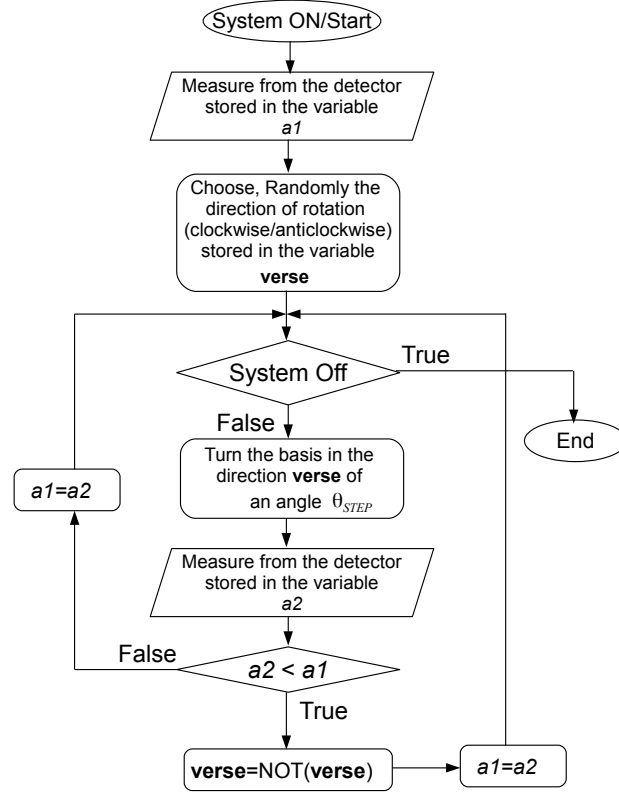 System ON/Start
Measure from the detector
stored in the variable
a1
Choose, Randomly the
direction of rotation
(clockwise/anticlockwise)
stored in the variable
verse
System Off
True
End
False
Turn the basis in the
direction verse of
an angle θSTEP
a1=a2
Measure from the detector
stored in the variable
a2
False
a2 < a1
True
verse=NOT(verse)
a1=a2